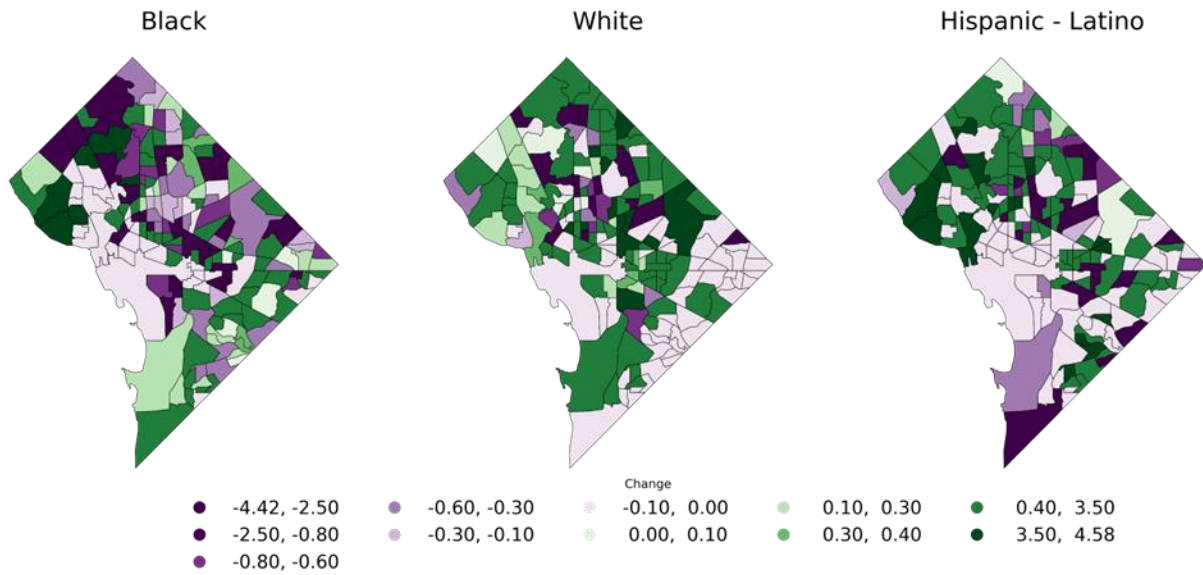 Black White Hispanic - Latino
Change
-4.42, -2.50 -0.60, -0.30 -0.10, 0.00 0.10, 0.30 0.40, 3.50
-2.50, -0.80 -0.30, -0.10 0.00, 0.10 0.30, 0.40 3.50, 4.58
-0.80, -0.60